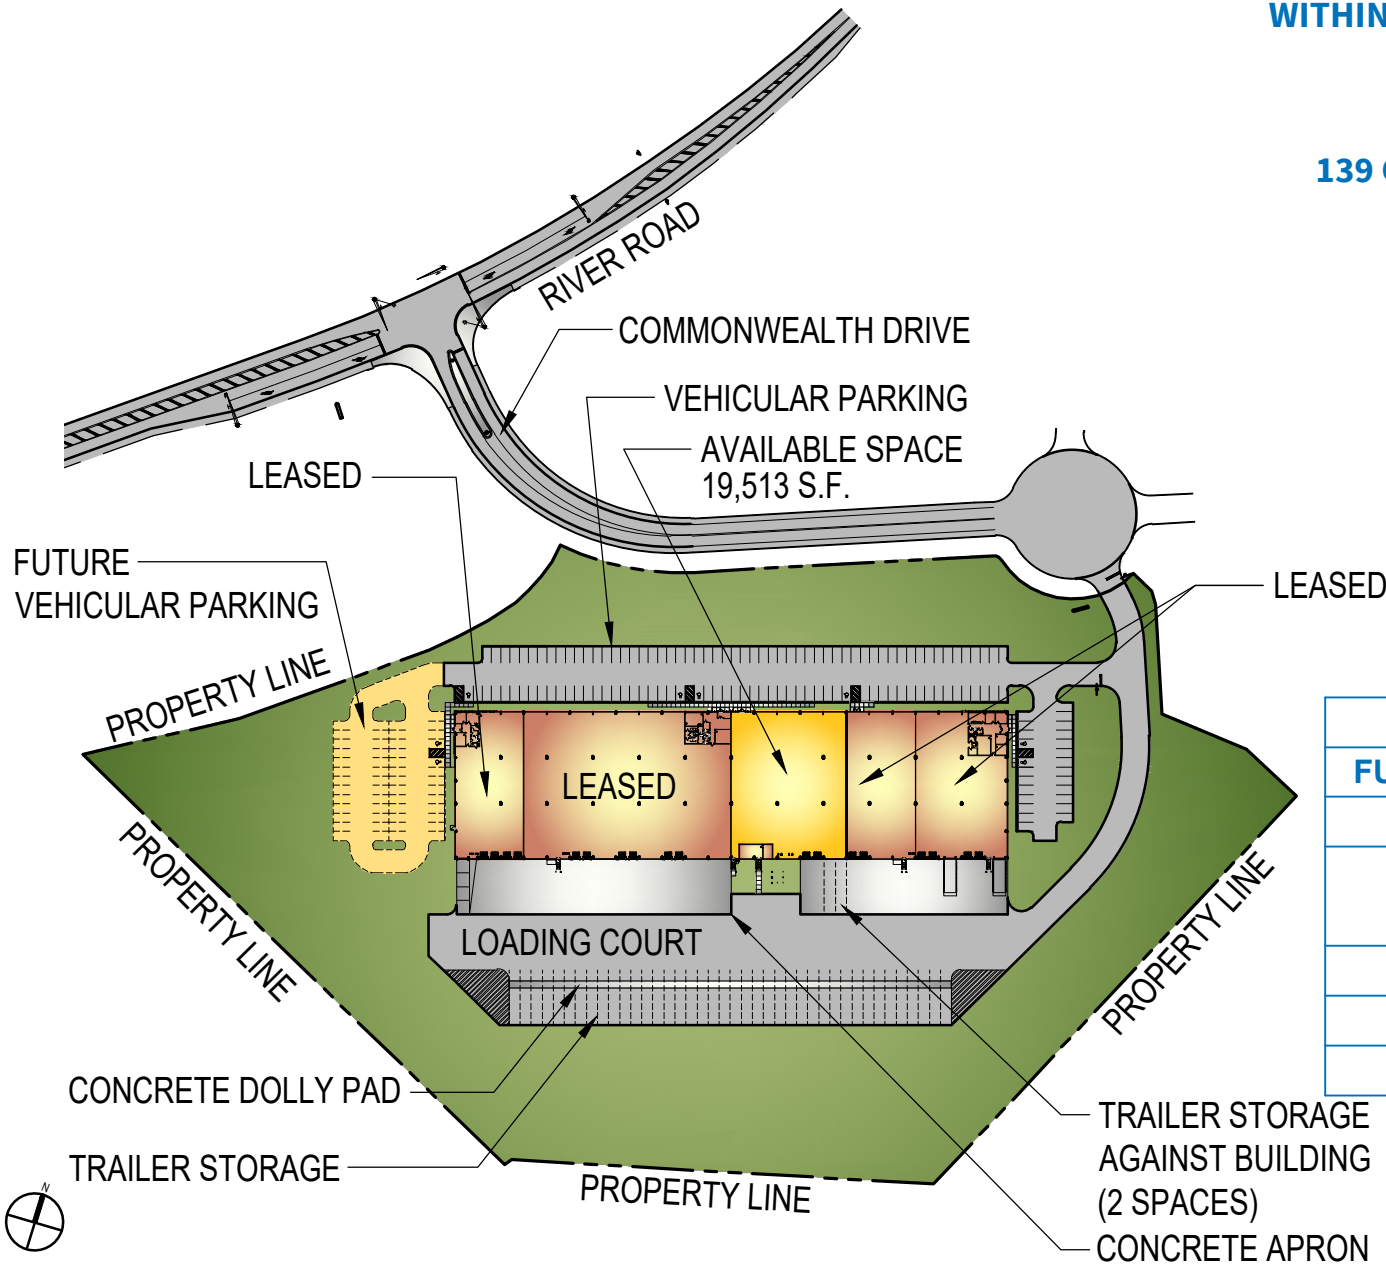 WITHIN
139
RIVER ROAD
COMMONWEALTH DRIVE
VEHICULAR PARKING
AVAILABLE SPACE
19,513 S.F.
LEASED
FUTURE
VEHICULAR PARKING
LEASED
PROPERTY LINE
LEASED
PROPERTY LINE
PROPERTY LINE
LOADING COURT
CONCRETE DOLLY PAD
TRAILER STORAGE
PROPERTY LINE
TRAILER STORAGE
AGAINST BUILDING
(2 SPACES)
CONCRETE APRON
N